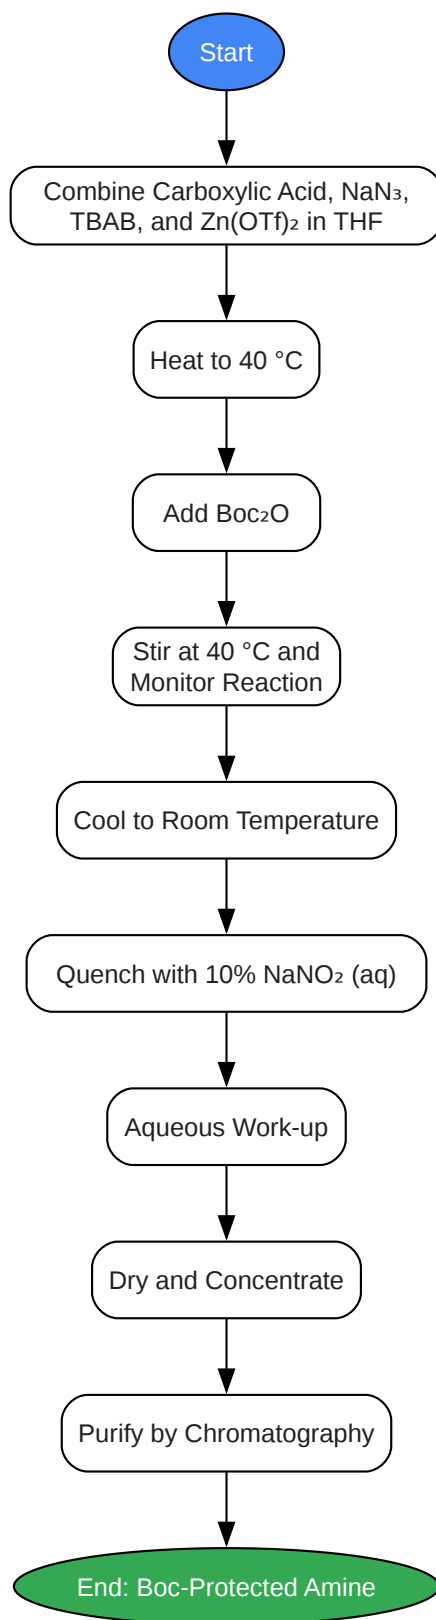 Start
Combine Carboxylic Acid, NaN₃,
TBAB, and Zn(OTf)₂ in THF
Heat to 40 °C
Add Boc₂O
Stir at 40 °C and
Monitor Reaction
Cool to Room Temperature
Quench with 10% NaNO₂ (aq)
Aqueous Work-up
Dry and Concentrate
Purify by Chromatography
End: Boc-Protected Amine